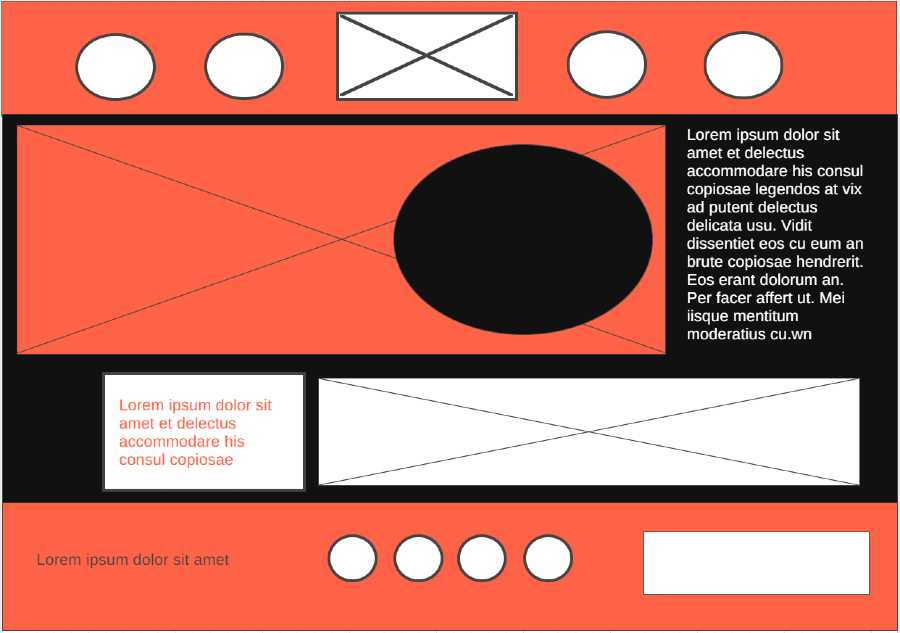 Lorem ipsum dolor sit
amet et delectus
accommodare his consul
copiosae legendos at vix
ad putent delectus
delicata usu. Vidit
dissentiet eos cu eum an
brute copiosae hendrerit.
Eos erant dolorum an.
Per facer affert ut. Mei
iisque mentitum
moderatius cu.wn
Lorem ipsum dolor sit
amet et delectus
accommodare his
consul copiosae
Lorem ipsum dolor sit amet